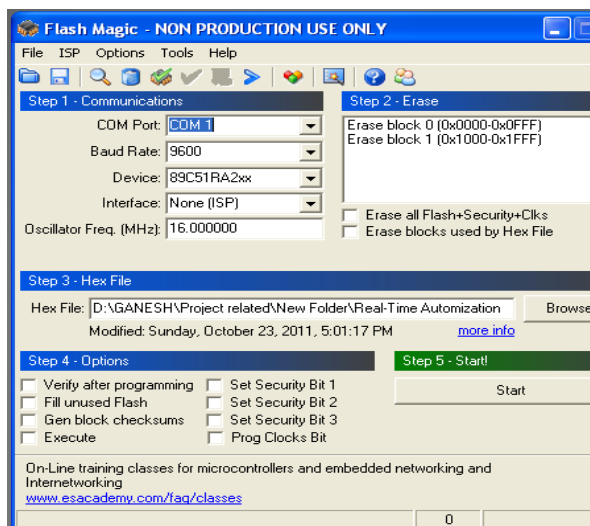 Flash Magic - NON PRODUCTION USE ONLY
File ISP Options Tools Help
Step 1 - Communications
COM Port: COM 1
Baud Rate: 9600
Device: 89C51RA2xx
Interface: None (ISP)
Oscillator Freq. (MHz): 16.000000
Step 2 - Erase
Erase block 0 (0x0000-0x0FFF)
Erase block 1 (0x1000-0x1FFF)
Erase all Flash+Security+Clks
Erase blocks used by Hex File
Step 3 - Hex File
Hex File: D:\GANESH\Project related\New Folder\Real-Time Automization Browse
Modified: Sunday, October 23, 2011, 5:01:17 PM more info
Step 4 - Options
Verify after programming Set Security Bit 1
Fill unused Flash Set Security Bit 2
Gen block checksums Set Security Bit 3
Execute Prog Clocks Bit
Step 5 - Start!
Start
On-Line training classes for microcontrollers and embedded networking and
Internetworking
www.esacademy.com/faq/classes
0